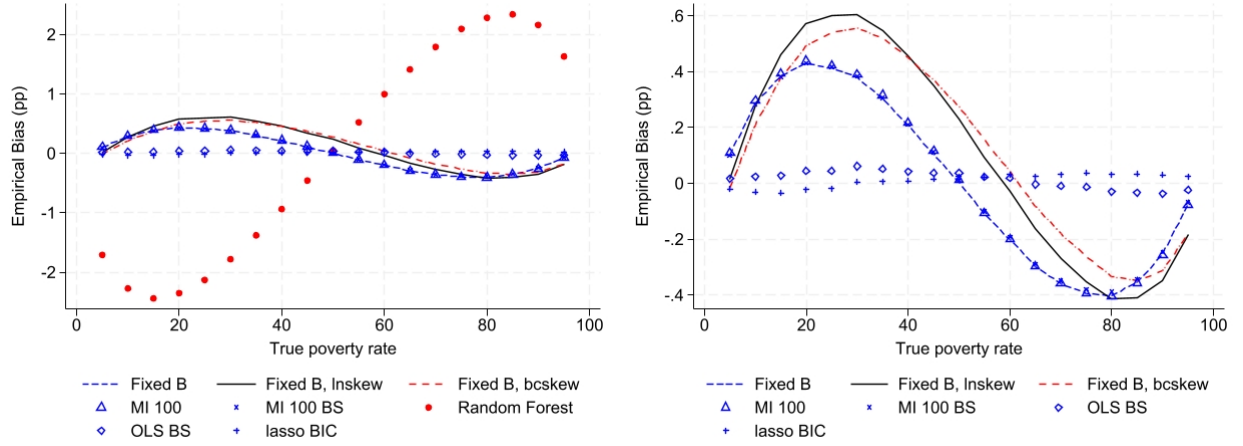 Empirical Bias (pp)
2
1
0
-1
-2
0 20 40 60 80 100
True poverty rate
Fixed B Fixed B, lnskew Fixed B, bcskew
MI 100 MI 100 BS Random Forest
OLS BS lasso BIC
Empirical Bias (pp)
.6
.4
.2
0
-.2
-.4
0 20 40 60 80 100
True poverty rate
Fixed B Fixed B, lnskew Fixed B, bcskew
MI 100 MI 100 BS OLS BS
lasso BIC